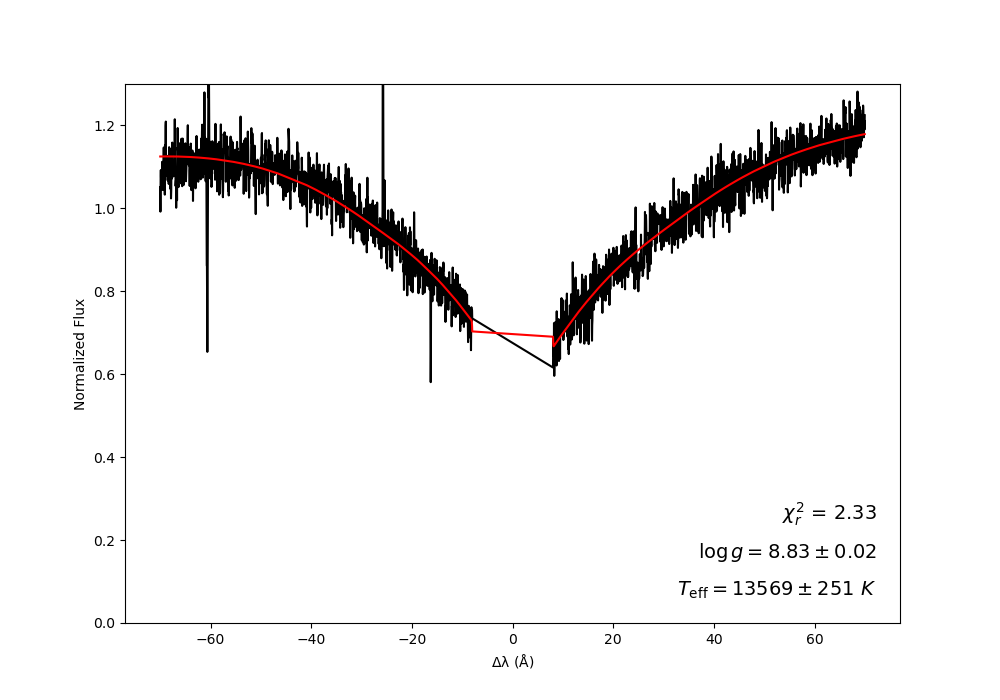 1.2
1.0
0.8
0.6
0.4
0.2
0.0
Normalized Flux
χ²ᵣ = 2.33
log g = 8.83 ± 0.02
T_eff = 13569 ± 251 K
−60 −40 −20 0 20 40 60
Δλ (Å)